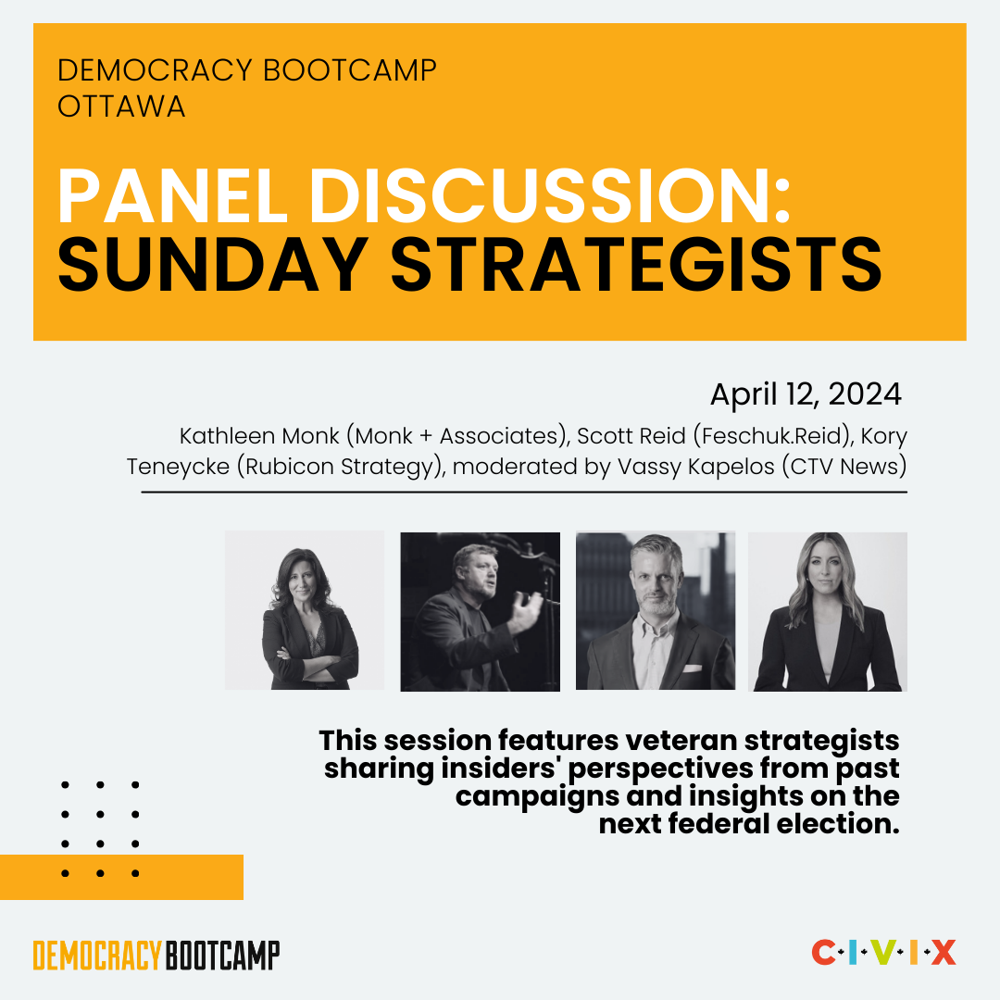 DEMOCRACY BOOTCAMP
OTTAWA
PANEL DISCUSSION:
SUNDAY STRATEGISTS
April 12, 2024
Kathleen Monk (Monk + Associates), Scott Reid (Feschuk.Reid), Kory
Teneycke (Rubicon Strategy), moderated by Vassy Kapelos (CTV News)
This session features veteran strategists
sharing insiders' perspectives from past
campaigns and insights on the
next federal election.
DEMOCRACYBOOTCAMP
C·I·V·I·X